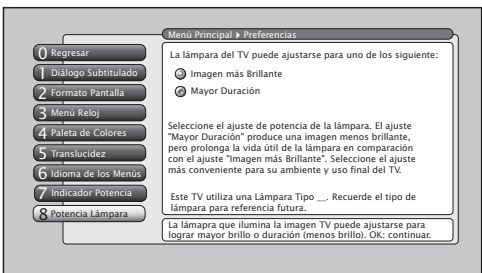 Menú Principal
Preferencias
0 Regresar
1 Diálogo Subtitulado
2 Formato Pantalla
3 Menú Reloj
4 Paleta de Colores
5 Translucidez
6 Idioma de los Menús
7 Indicador Potencia
8 Potencia Lámpara
La lámpara del TV puede ajustarse para uno de los siguiente:
Imagen más Brillante
Mayor Duración
Seleccione el ajuste de potencia de la lámpara. El ajuste
"Mayor Duración" produce una imagen menos brillante,
pero prolonga la vida útil de la lámpara en comparación
con el ajuste "Imagen más Brillante". Seleccione el ajuste
más conveniente para su ambiente y uso final del TV.
Este TV utiliza una Lámpara Tipo __. Recuerde el tipo de
lámpara para referencia futura.
La lámapra que ilumina la imagen TV puede ajustarse para
lograr mayor brillo o duración (menos brillo). OK: continuar.